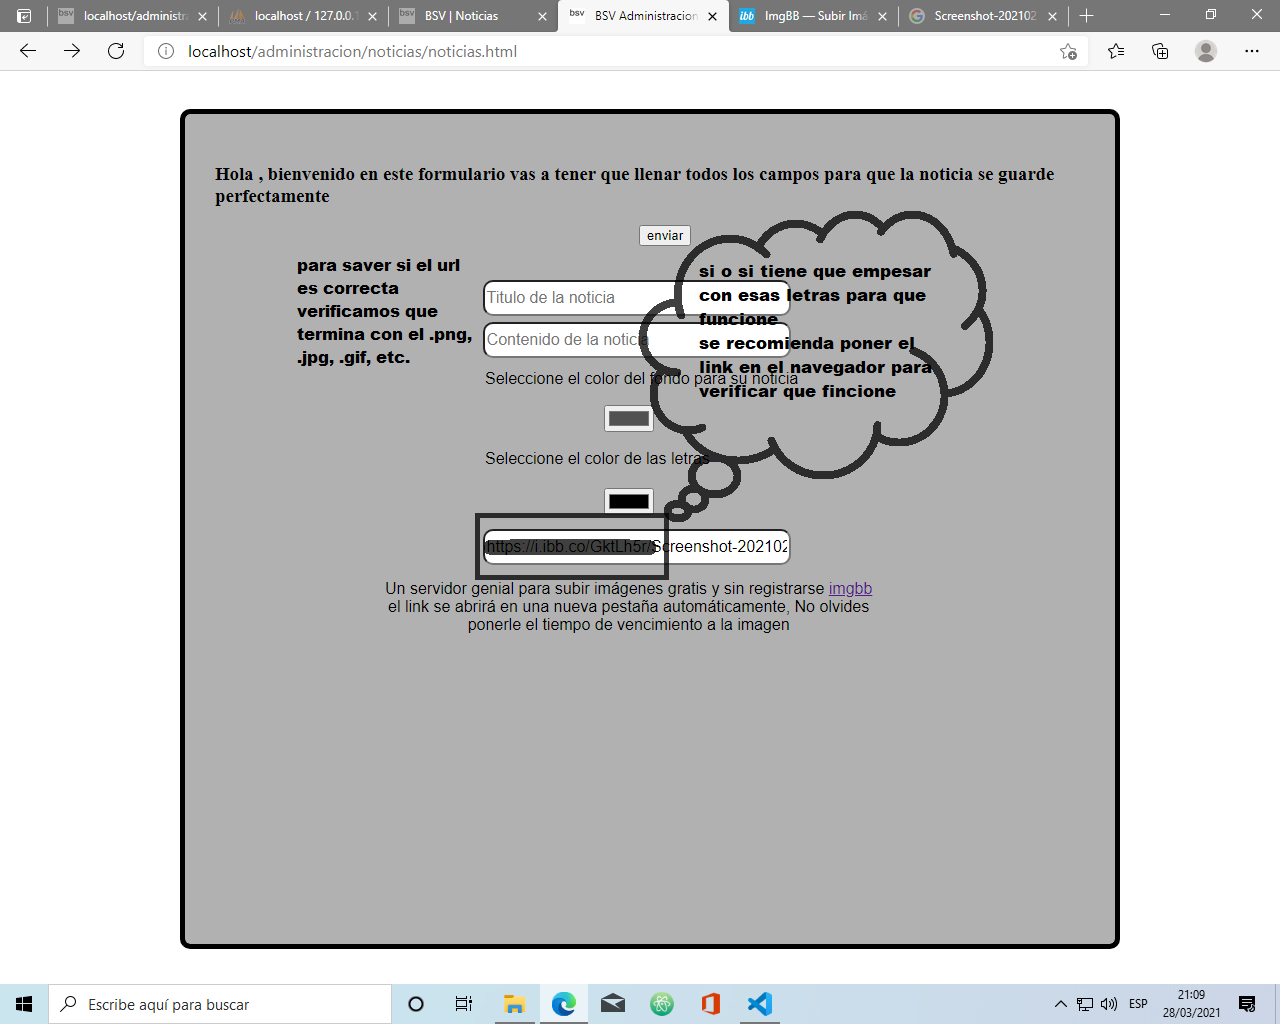 localhost/administra
localhost / 127.0.0.1
BSV | Noticias
BSV Administracion
ImgBB — Subir Imá
Screenshot-202102
localhost/administracion/noticias/noticias.html
Hola , bienvenido en este formulario vas a tener que llenar todos los campos para que la noticia se guarde
perfectamente
enviar
para saver si el url
es correcta
verificamos que
termina con el .png,
.jpg, .gif, etc.
si o si tiene que empesar
con esas letras para que
funcione
se recomienda poner el
link en el navegador para
verificar que fincione
Titulo de la noticia
Contenido de la noticia
Seleccione el color del fondo para su noticia
Seleccione el color de las letras
https://i.ibb.co/GktLh5r/Screenshot-202102
Un servidor genial para subir imágenes gratis y sin registrarse imgbb
el link se abrirá en una nueva pestaña automáticamente, No olvides
ponerle el tiempo de vencimiento a la imagen
Escribe aquí para buscar
ESP
21:09
28/03/2021